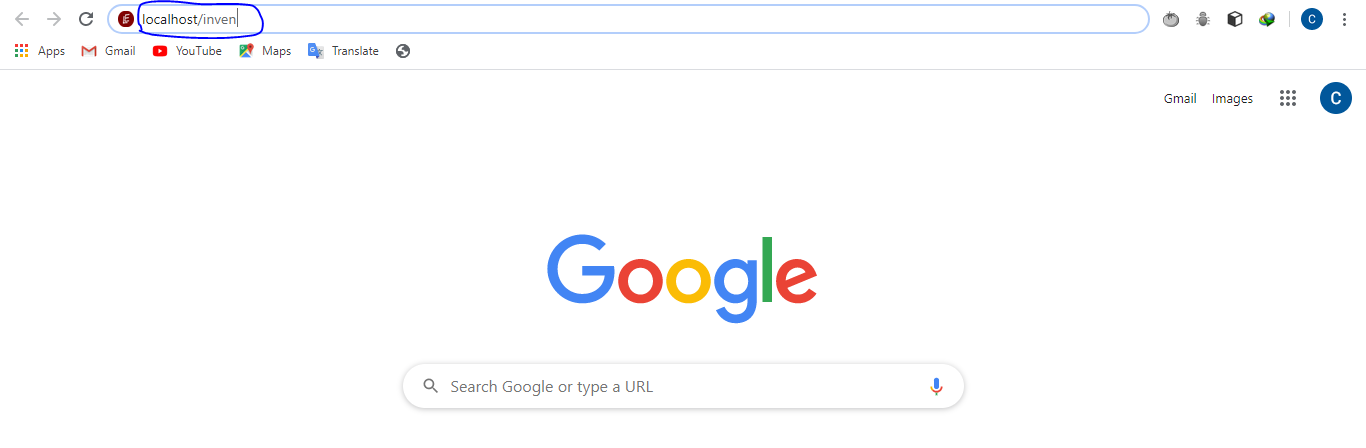 localhost/inven
C
Apps Gmail YouTube Maps Translate
Gmail Images C
Google
Search Google or type a URL